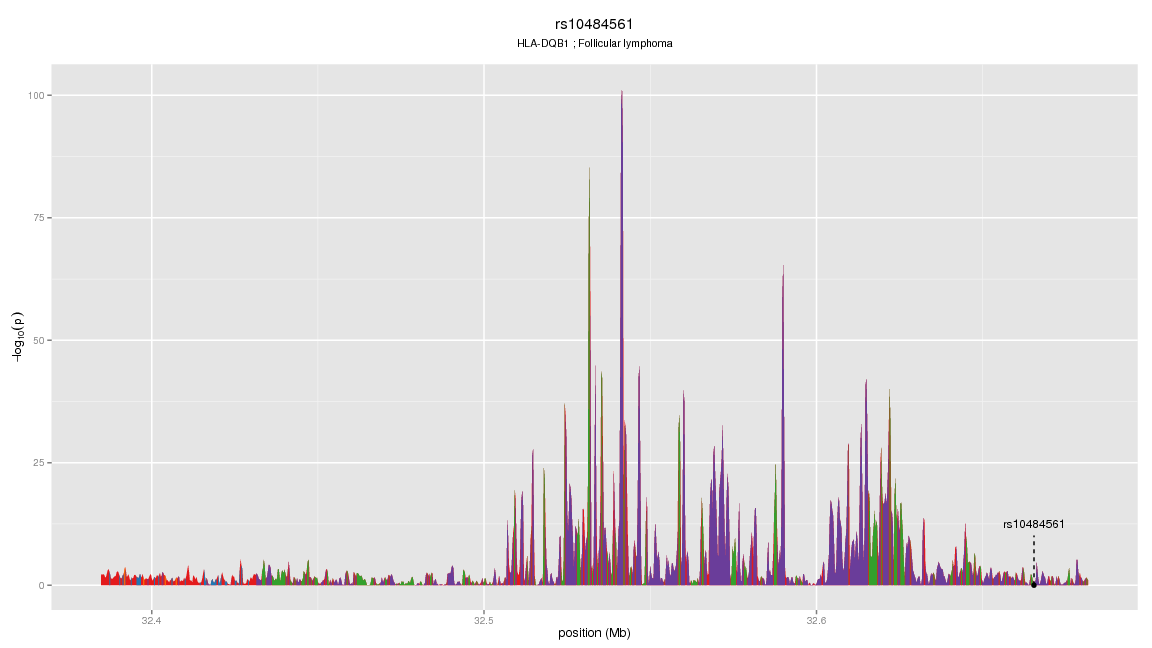 rs10484561
HLA-DQB1 ; Follicular lymphoma
100
75
50
25
0
−log10(p)
rs10484561
32.4
32.5
32.6
position (Mb)